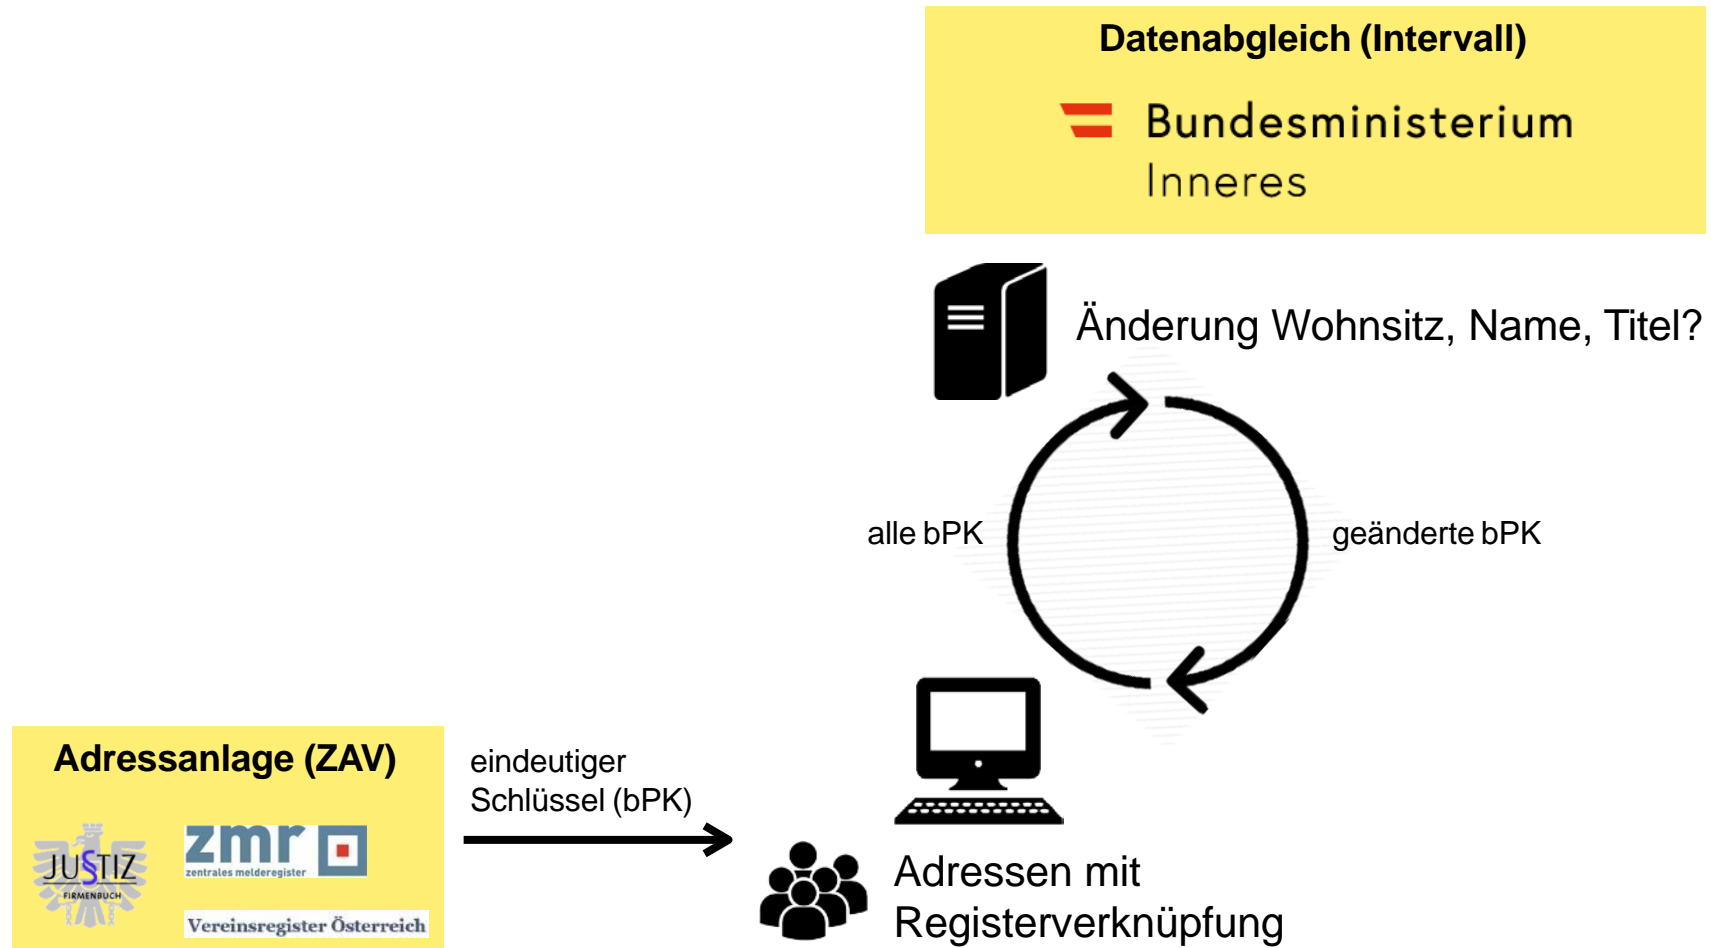 Datenabgleich (Intervall)
Bundesministerium
Inneres
Änderung Wohnsitz, Name, Titel?
alle bPK
geänderte bPK
Adressanlage (ZAV)
eindeutiger
Schlüssel (bPK)
JUSTIZ
FIRMENBUCH
zmr
zentrales melderegister
Vereinsregister Österreich
Adressen mit
Registerverknüpfung